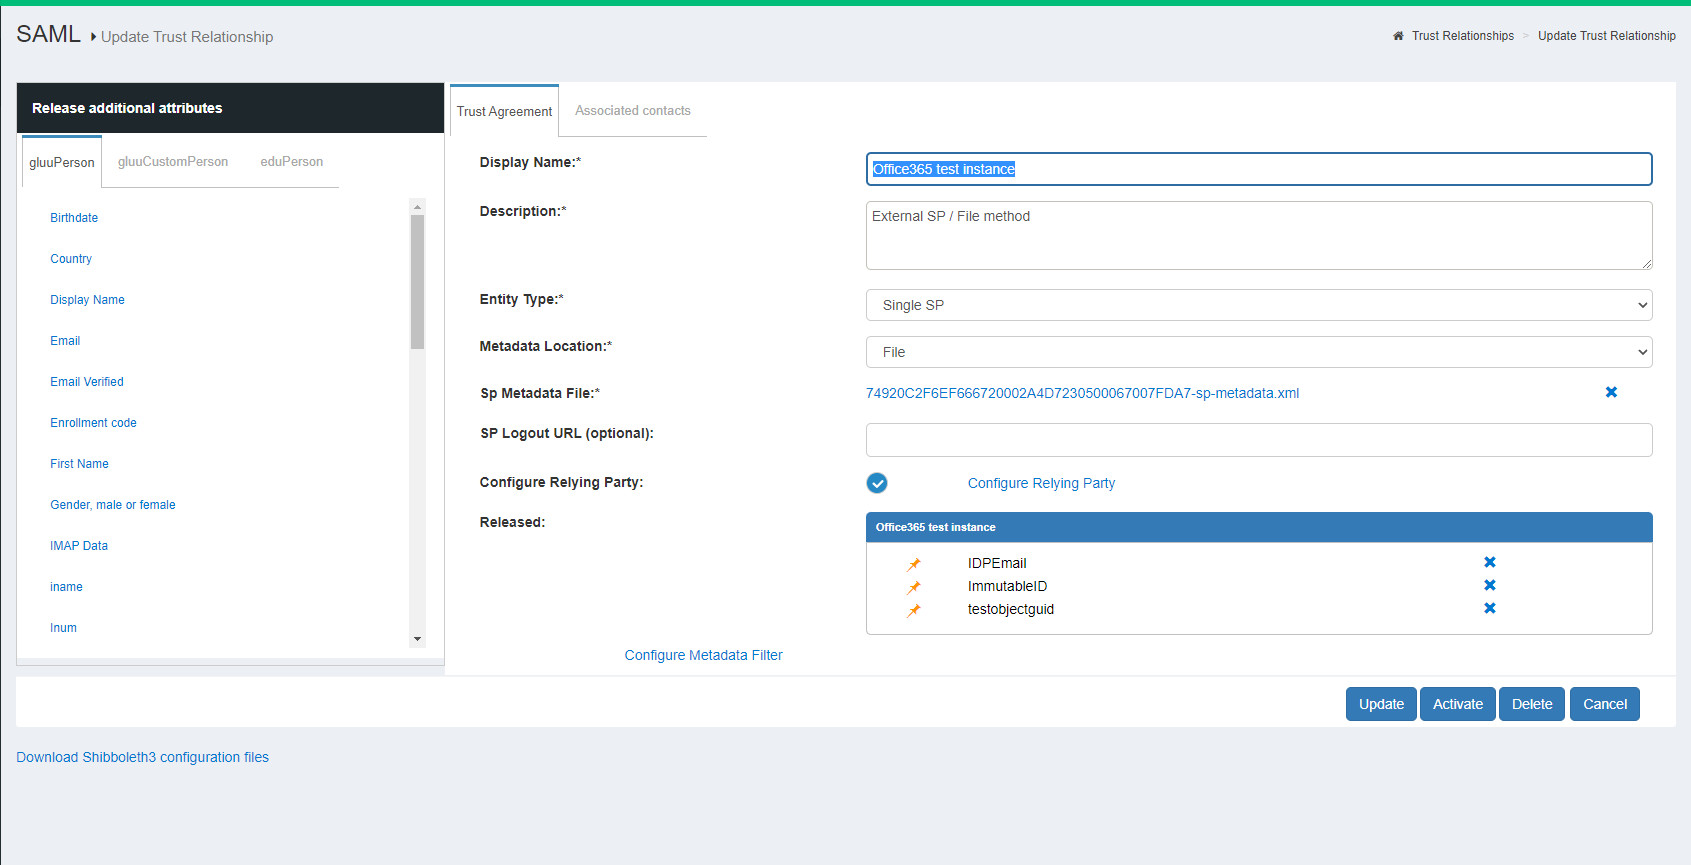 SAML Update Trust Relationship
Trust Relationships > Update Trust Relationship
Release additional attributes
gluuPerson gluuCustomPerson eduPerson
Birthdate
Country
Display Name
Email
Email Verified
Enrollment code
First Name
Gender, male or female
IMAP Data
iname
Inum
Trust Agreement Associated contacts
Display Name:* Office365 test instance
Description:* External SP / File method
Entity Type:* Single SP
Metadata Location:* File
Sp Metadata File:* 74920C2F6EF666720002A4D7230500067007FDA7-sp-metadata.xml
SP Logout URL (optional):
Configure Relying Party: Configure Relying Party
Released: Office365 test instance
IDPEmail
ImmutableID
testobjectguid
Configure Metadata Filter
Update Activate Delete Cancel
Download Shibboleth3 configuration files